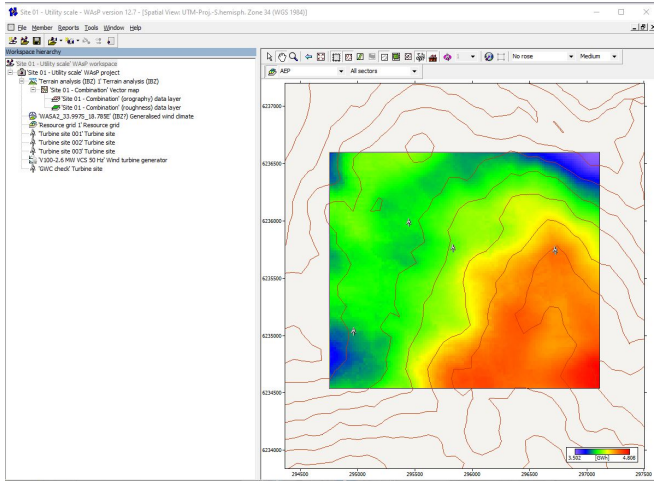 Site 01 - Utility scale' - WAsP version 12.7 - [Spatial View: UTM-Proj.-S.hemisph. Zone 34 (WGS 1984)]
File Member Reports Tools Window Help
Workspace hierarchy
'Site 01 - Utility scale' WAsP workspace
'Site 01 - Utility scale' WAsP project
'Terrain analysis (IBZ) 1' Terrain analysis (IBZ)
'Site 01 - Combination' Vector map
'Site 01 - Combination' (orography) data layer
'Site 01 - Combination' (roughness) data layer
'WASA2_33.997S_18.785E' (IBZ?) Generalised wind climate
'Resource grid 1' Resource grid
'Turbine site 001' Turbine site
'Turbine site 002' Turbine site
'Turbine site 003' Turbine site
'V100-2.6 MW VCS 50 Hz' Wind turbine generator
'GWC check' Turbine site
No rose
Medium
AEP
All sectors
6237000
6236500
6236000
6235500
6235000
6234500
6234000
3.502 [GWh] 4.808
294500 295000 295500 296000 296500 297000 297500